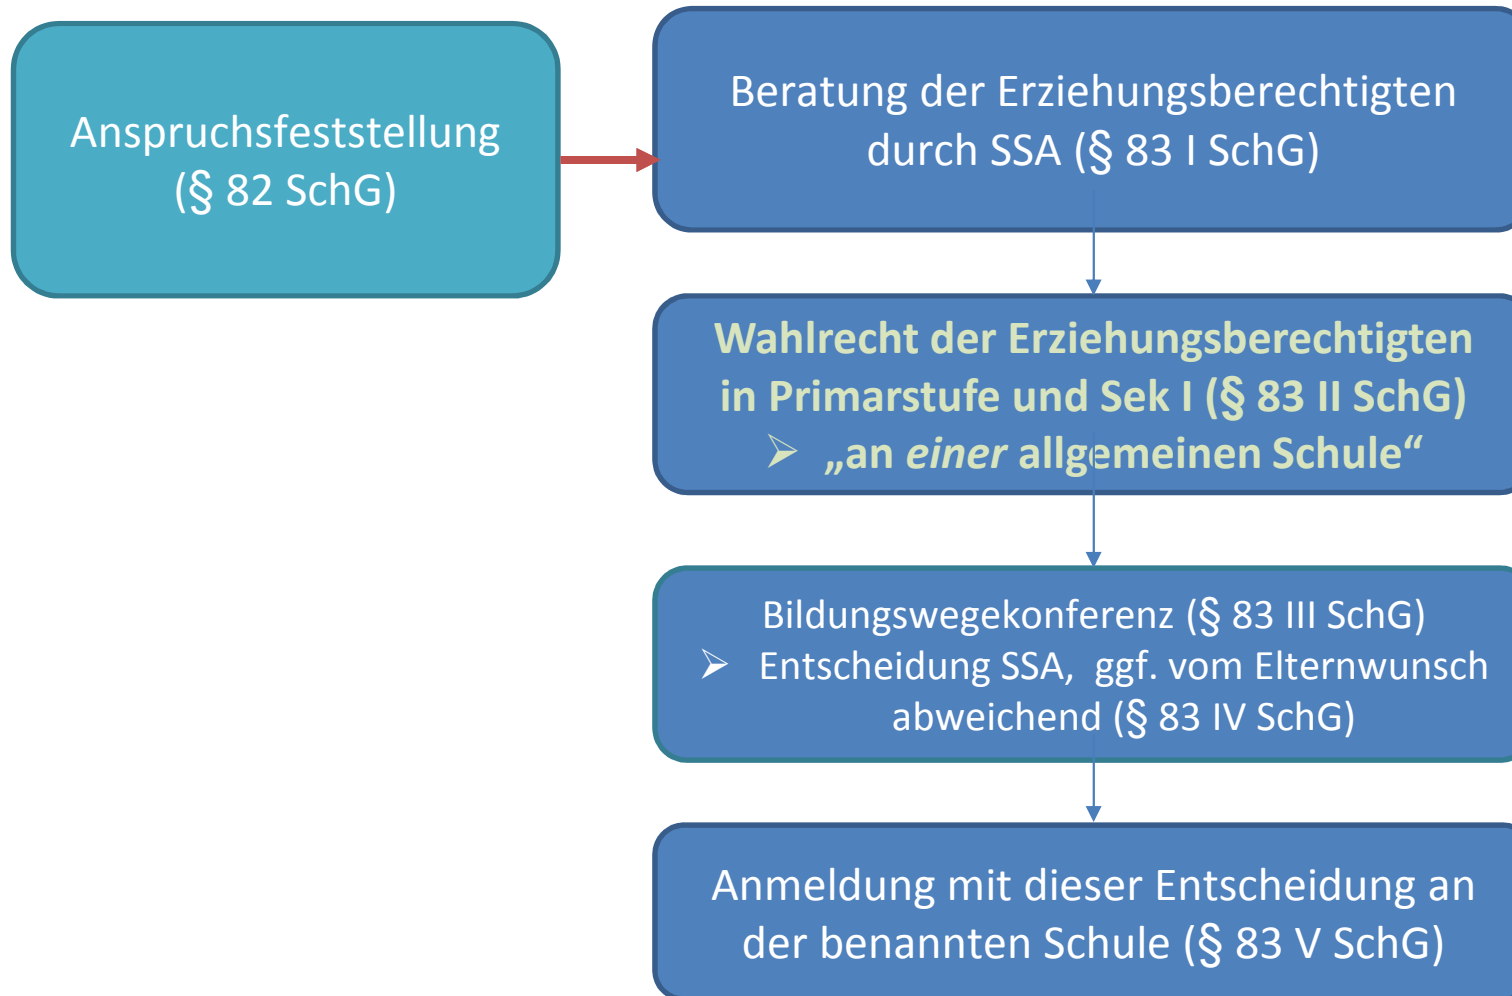 Anspruchsfeststellung
(§ 82 SchG)
Beratung der Erziehungsberechtigten
durch SSA (§ 83 I SchG)
Wahlrecht der Erziehungsberechtigten
in Primarstufe und Sek I (§ 83 II SchG)
➢ „an einer allgemeinen Schule“
Bildungswegekonferenz (§ 83 III SchG)
➢ Entscheidung SSA, ggf. vom Elternwunsch
abweichend (§ 83 IV SchG)
Anmeldung mit dieser Entscheidung an
der benannten Schule (§ 83 V SchG)